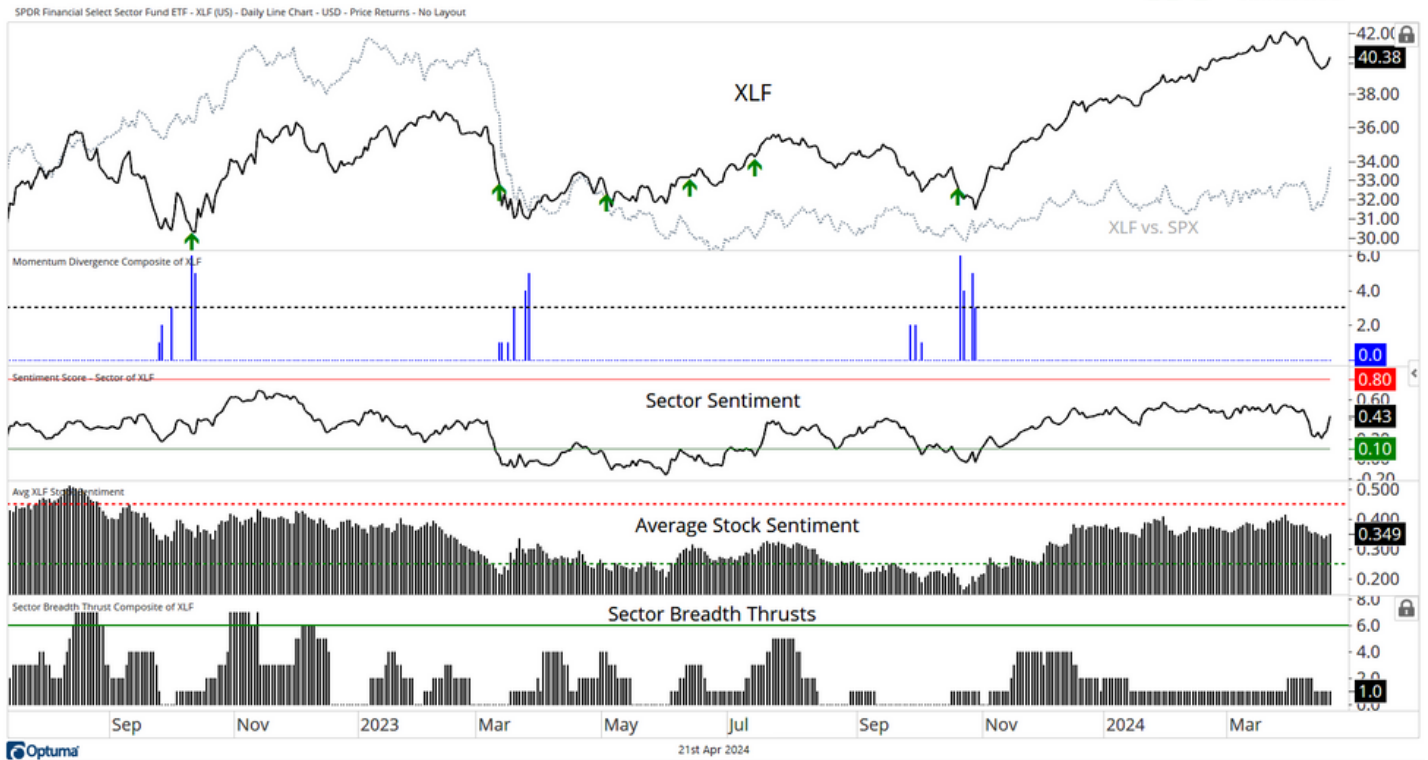 SPDR Financial Select Sector Fund ETF - XLF (US) - Daily Line Chart - USD - Price Returns - No Layout
XLF
42.00
40.38
38.00
36.00
34.00
33.00
32.00
31.00
30.00
XLF vs. SPX
Momentum Divergence Composite of XLF
6.0
4.0
2.0
0.0
Sentiment Score - Sector of XLF
Sector Sentiment
0.80
0.60
0.43
0.10
Avg XLF Stock Sentiment
Average Stock Sentiment
0.500
0.400
0.349
0.300
0.200
Sector Breadth Thrust Composite of XLF
Sector Breadth Thrusts
8.0
6.0
4.0
1.0
0.0
Sep Nov 2023 Mar May Jul Sep Nov 2024 Mar
Optuma
21st Apr 2024